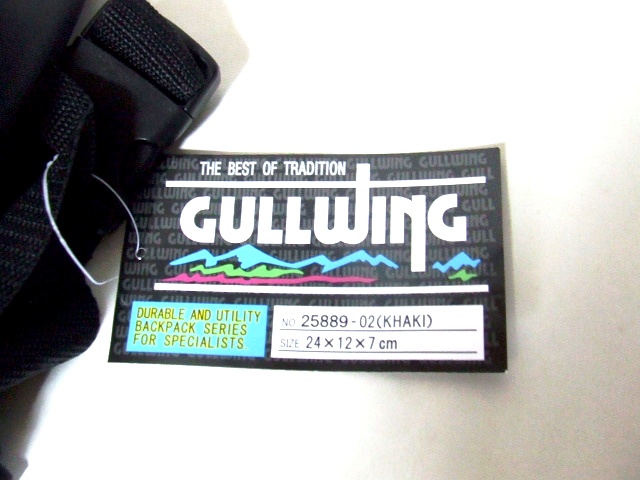 THE BEST OF TRADITION
GULLWING
DURABLE AND UTILITY
BACKPACK SERIES
FOR SPECIALISTS.
NO. 25889-02(KHAKI)
SIZE 24×12×7cm